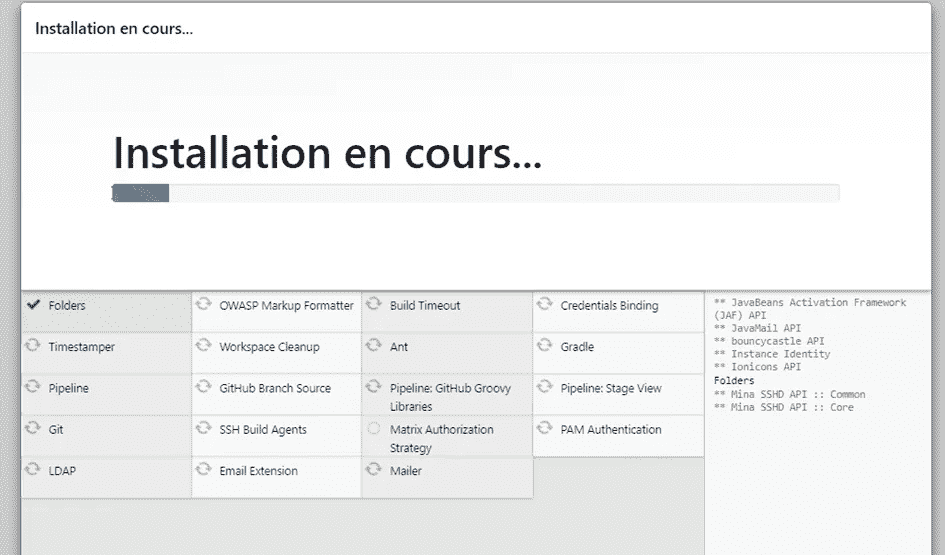 Installation en cours...
Installation en cours...
Folders
OWASP Markup Formatter
Build Timeout
Credentials Binding
Timestamper
Workspace Cleanup
Ant
Gradle
Pipeline
GitHub Branch Source
Pipeline: GitHub Groovy
Libraries
Pipeline: Stage View
Git
SSH Build Agents
Matrix Authorization
Strategy
PAM Authentication
LDAP
Email Extension
Mailer
** JavaBeans Activation Framework
(JAF) API
** JavaMail API
** bouncycastle API
** Instance Identity
** Ionicons API
Folders
** Mina SSHD API :: Common
** Mina SSHD API :: Core